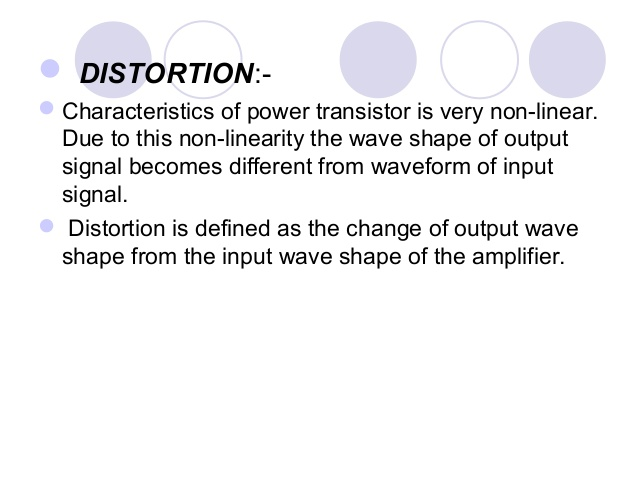 DISTORTION:-
Characteristics of power transistor is very non-linear.
Due to this non-linearity the wave shape of output
signal becomes different from waveform of input
signal.
Distortion is defined as the change of output wave
shape from the input wave shape of the amplifier.